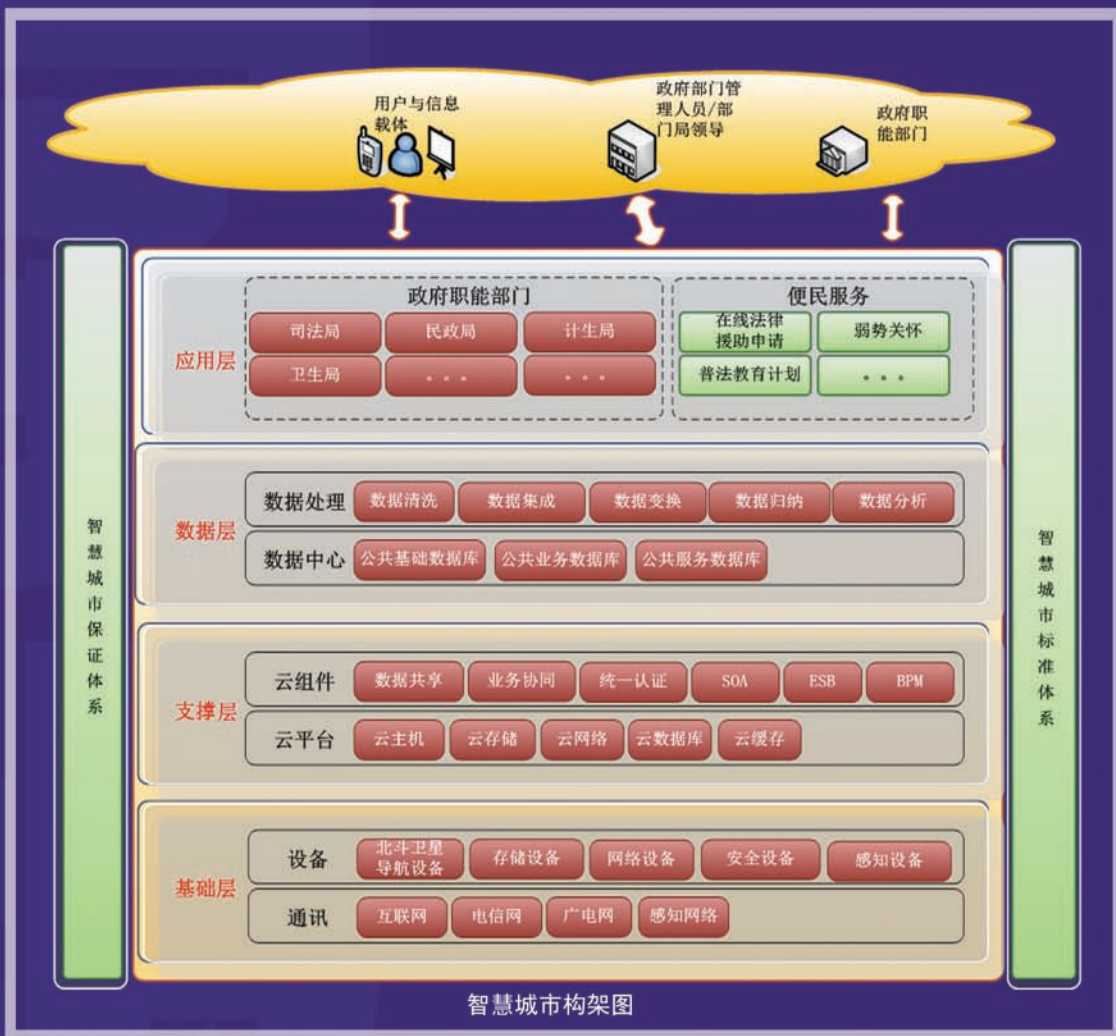 用户与信息
载体
政府部门管
理人员/部
门局领导
政府职
能部门
智慧城市保证体系
应用层
政府职能部门
司法局
民政局
计生局
卫生局
。。。
。。。
便民服务
在线法律
援助申请
弱势关怀
普法教育计划
。。。
数据层
数据处理
数据清洗
数据集成
数据变换
数据归纳
数据分析
数据中心
公共基础数据库
公共业务数据库
公共服务数据库
支撑层
云组件
数据共享
业务协同
统一认证
SOA
ESB
BPM
云平台
云主机
云存储
云网络
云数据库
云缓存
基础层
设备
北斗卫星
导航设备
存储设备
网络设备
安全设备
感知设备
通讯
互联网
电信网
广电网
感知网络
智慧城市标准体系
智慧城市构架图